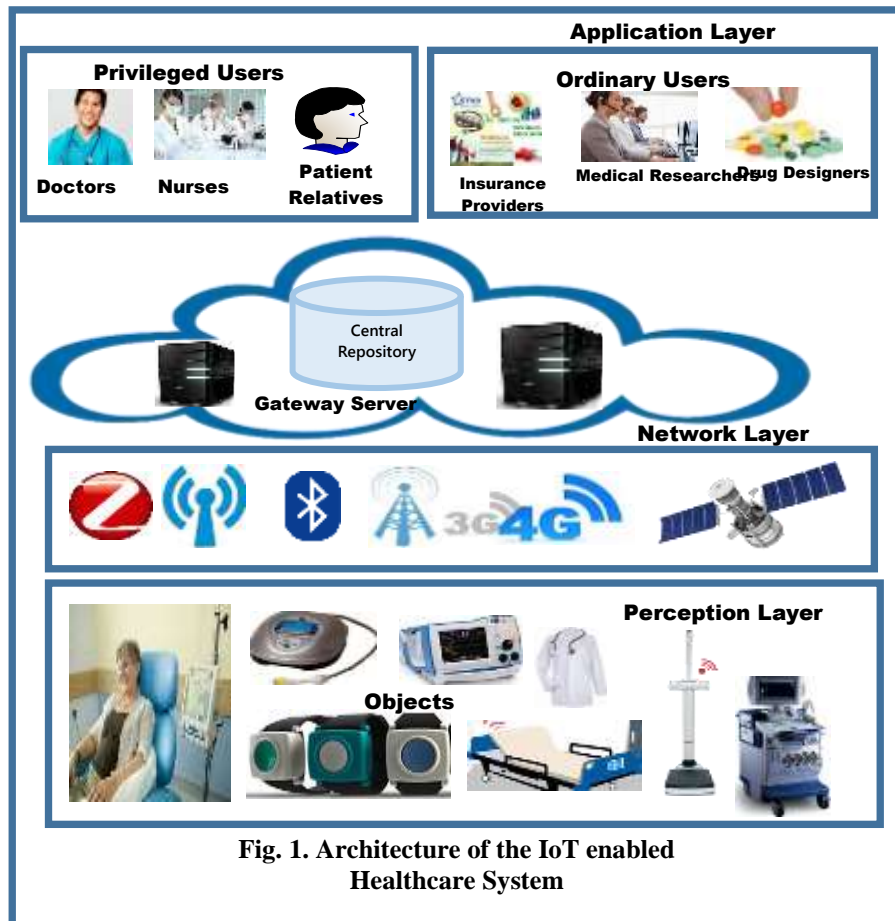 Application Layer
Privileged Users
Doctors
Nurses
Patient
Relatives
Ordinary Users
Insurance
Providers
Medical Researchers
Drug Designers
Central
Repository
Gateway Server
Network Layer
Z
3G
4G
Perception Layer
Objects
Fig. 1. Architecture of the IoT enabled
Healthcare System